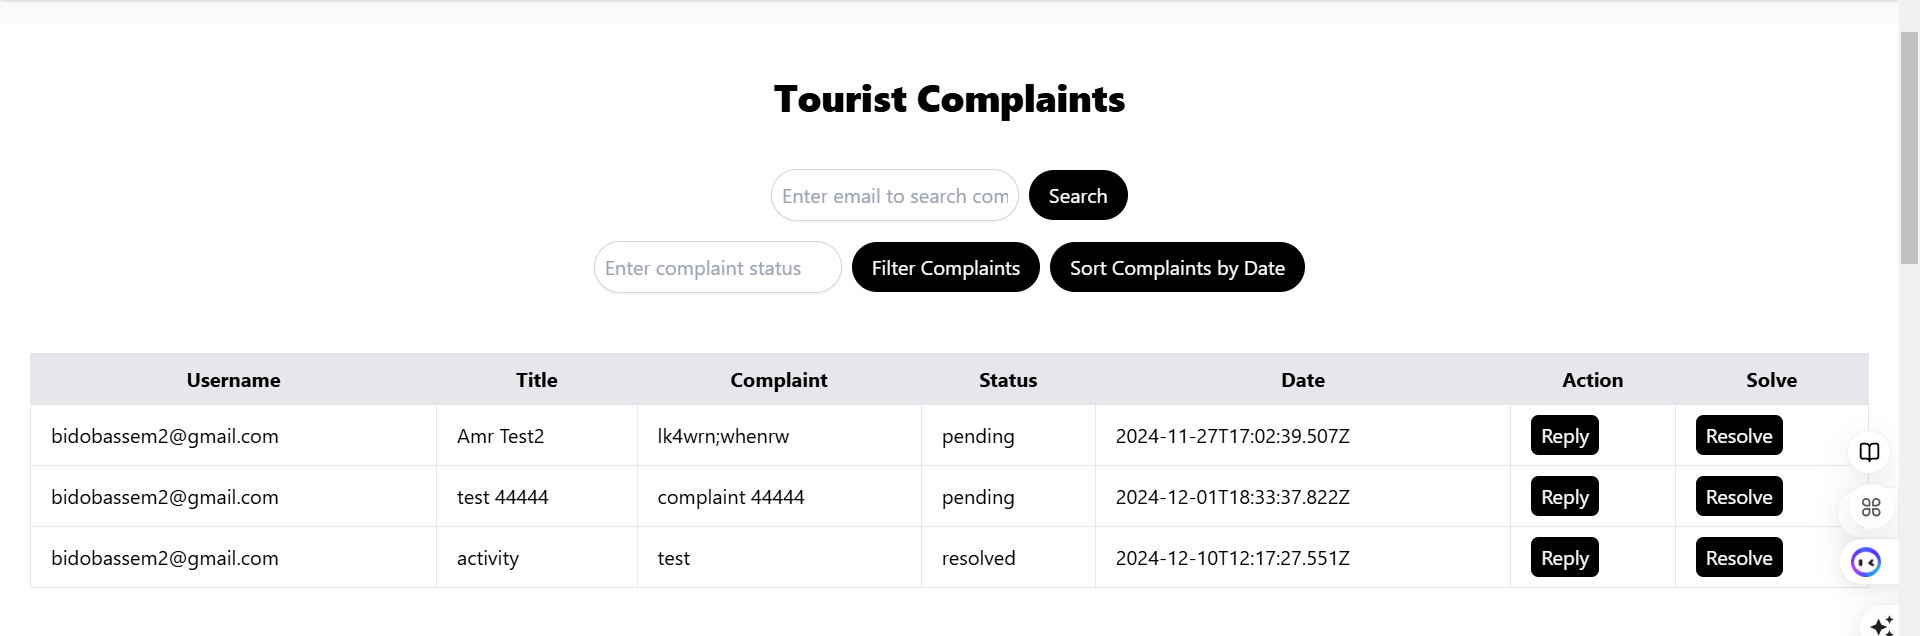 Tourist Complaints
Enter email to search com
Search
Enter complaint status
Filter Complaints
Sort Complaints by Date
Username Title Complaint Status Date Action Solve
bidobassem2@gmail.com Amr Test2 lk4wrn;whenrw pending 2024-11-27T17:02:39.507Z Reply Resolve
bidobassem2@gmail.com test 44444 complaint 44444 pending 2024-12-01T18:33:37.822Z Reply Resolve
bidobassem2@gmail.com activity test resolved 2024-12-10T12:17:27.551Z Reply Resolve